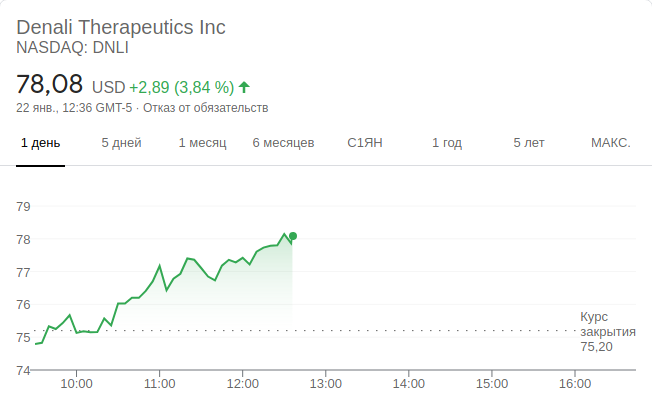 Denali Therapeutics Inc
NASDAQ: DNLI
78,08 USD +2,89 (3,84 %)
22 янв., 12:36 GMT-5 · Отказ от обязательств
1 день 5 дней 1 месяц 6 месяцев С1ЯН 1 год 5 лет МАКС.
79
78
77
76
75
74
Курс
закрытия
75,20
10:00 11:00 12:00 13:00 14:00 15:00 16:00